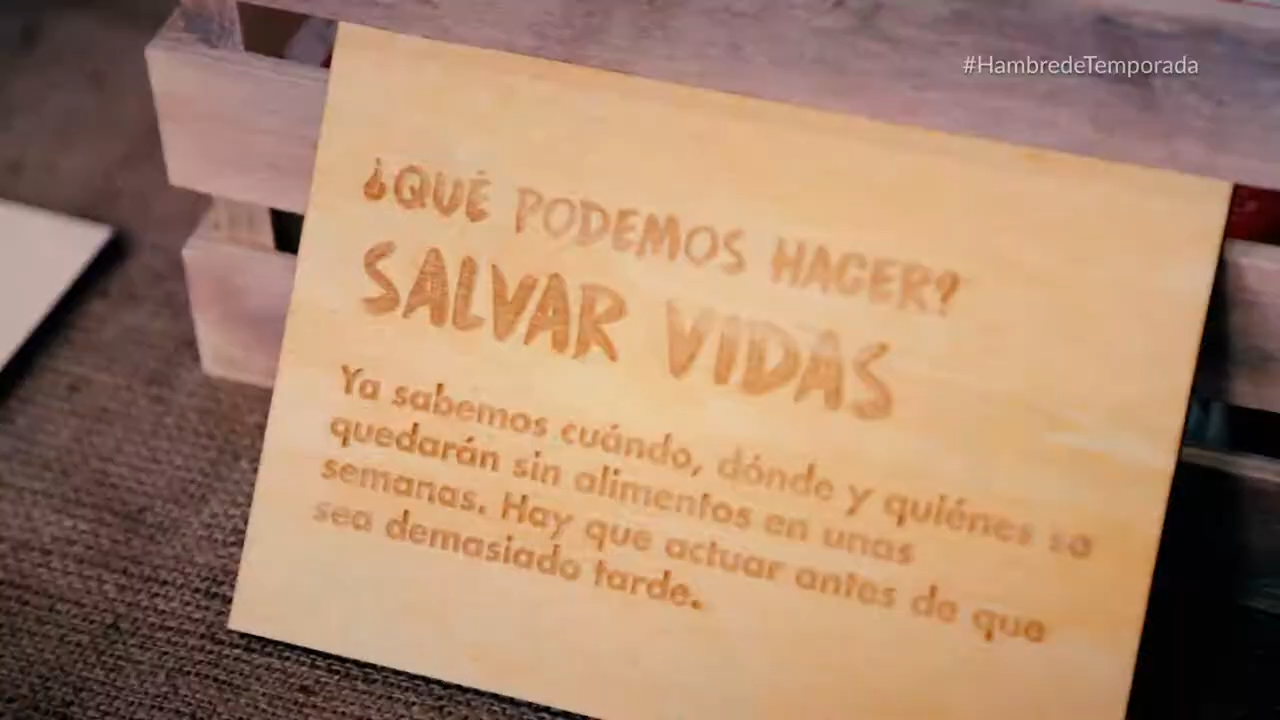 #HambredeTemporada
¿QUÉ PODEMOS HACER?
SALVAR VIDAS
Ya sabemos cuándo, dónde y quiénes se
quedarán sin alimentos en unas
semanas. Hay que actuar antes de que
sea demasiado tarde.